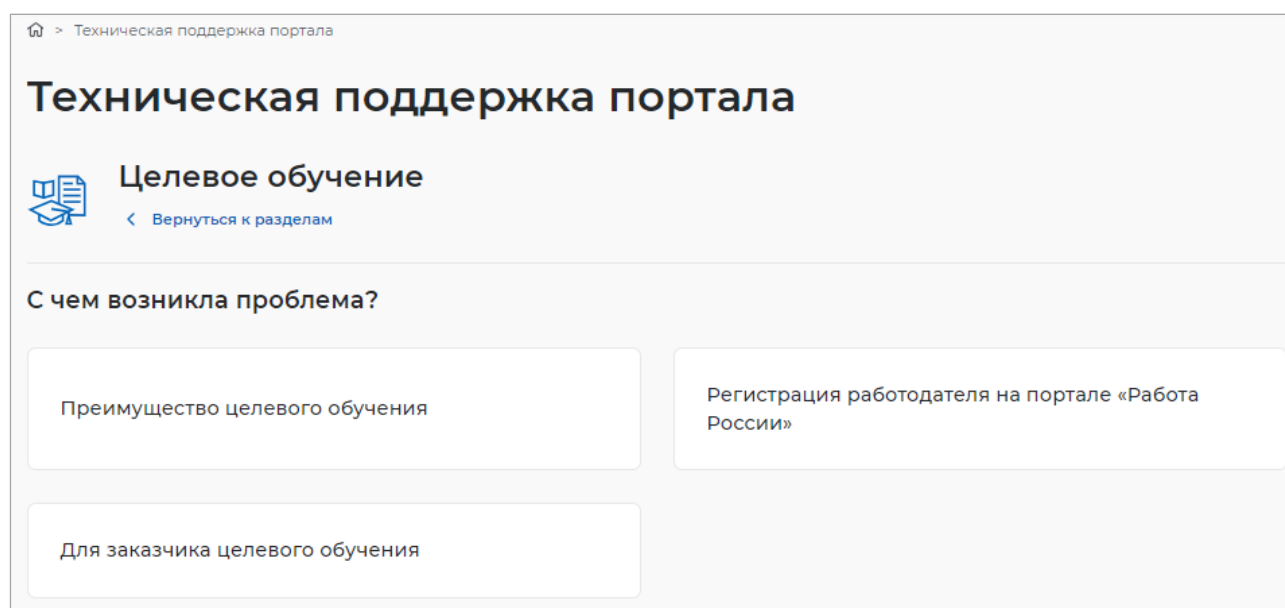 > Техническая поддержка портала
Техническая поддержка портала
Целевое обучение
< Вернуться к разделам
С чем возникла проблема?
Преимущество целевого обучения
Регистрация работодателя на портале «Работа
России»
Для заказчика целевого обучения